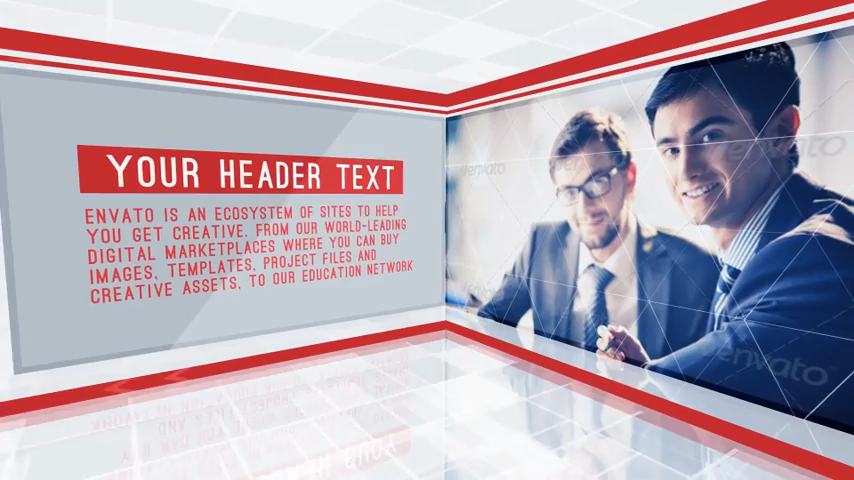 YOUR HEADER TEXT
ENVATO IS AN ECOSYSTEM OF SITES TO HELP
YOU GET CREATIVE. FROM OUR WORLD-LEADING
DIGITAL MARKETPLACES WHERE YOU CAN BUY
IMAGES, TEMPLATES, PROJECT FILES AND
CREATIVE ASSETS, TO OUR EDUCATION NETWORK
envato
envato
envato